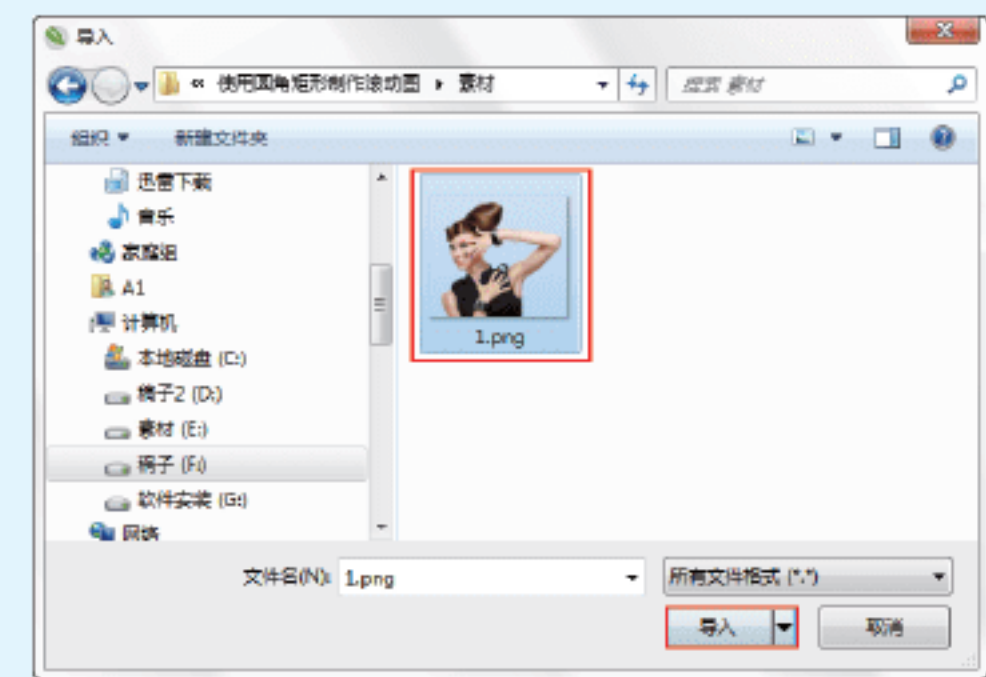 导入
« 使用圆角矩形制作滚动图 ▸ 素材
搜索 素材
组织 新建文件夹
迅雷下载
音乐
家庭组
A1
计算机
本地磁盘 (C:)
稿子2 (D:)
素材 (E:)
稿子 (F:)
软件安装 (G:)
网络
1.png
文件名(N): 1.png
所有文件格式 (*.*)
导入 取消